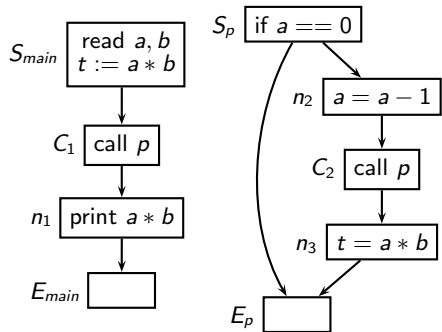 S_main
read a, b
t := a * b
C_1 call p
n_1 print a * b
E_main
S_p if a == 0
n_2 a = a − 1
C_2 call p
n_3 t = a * b
E_p